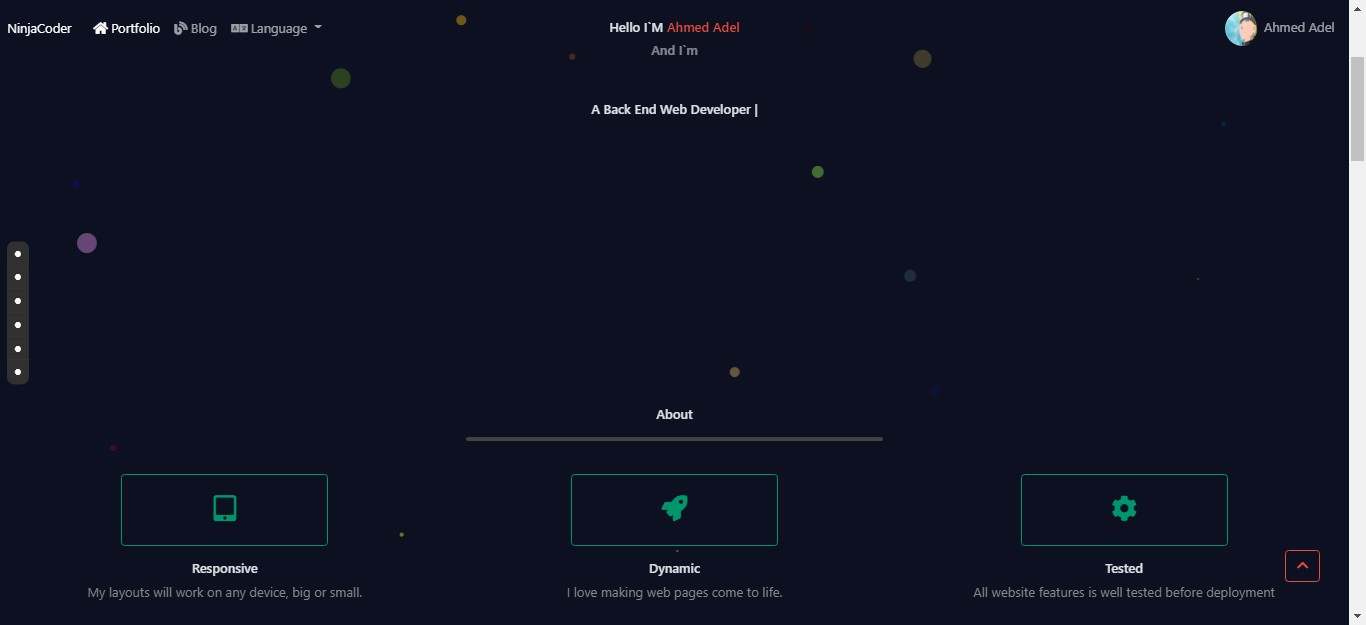 NinjaCoder Portfolio Blog Language Ahmed Adel
Hello I`M Ahmed Adel
And I`m
A Back End Web Developer |
About
Responsive
My layouts will work on any device, big or small.
Dynamic
I love making web pages come to life.
Tested
All website features is well tested before deployment